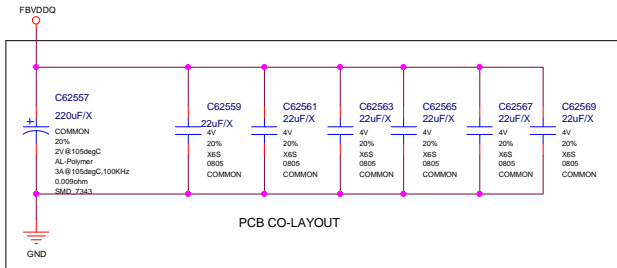 FBVDDQ
C62557
220uF/X
COMMON
20%
2V@105degC
AL-Polymer
3A@105degC,100KHz
0.009ohm
SMD_7343
C62559
22uF/X
4V
20%
X6S
0805
COMMON
C62561
22uF/X
4V
20%
X6S
0805
COMMON
C62563
22uF/X
4V
20%
X6S
0805
COMMON
C62565
22uF/X
4V
20%
X6S
0805
COMMON
C62567
22uF/X
4V
20%
X6S
0805
COMMON
C62569
22uF/X
4V
20%
X6S
0805
COMMON
PCB CO-LAYOUT
GND